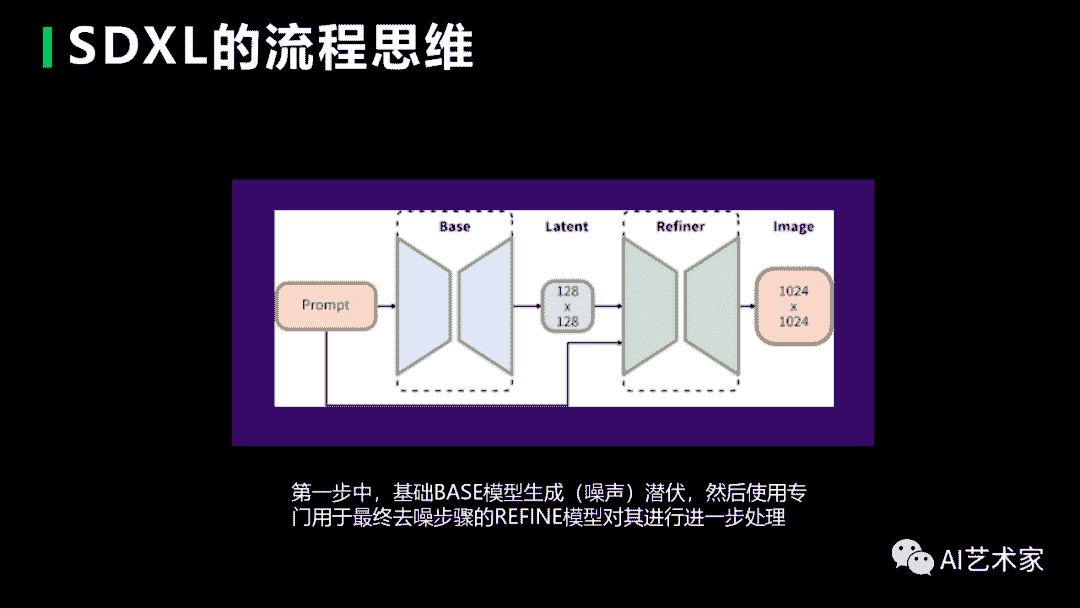 SDXL的流程思维
Base
Latent
Refiner
Image
Prompt
128
x
128
1024
x
1024
第一步中，基础BASE模型生成（噪声）潜伏，然后使用专
门用于最终去噪步骤的REFINE模型对其进行进一步处理
AI艺术家